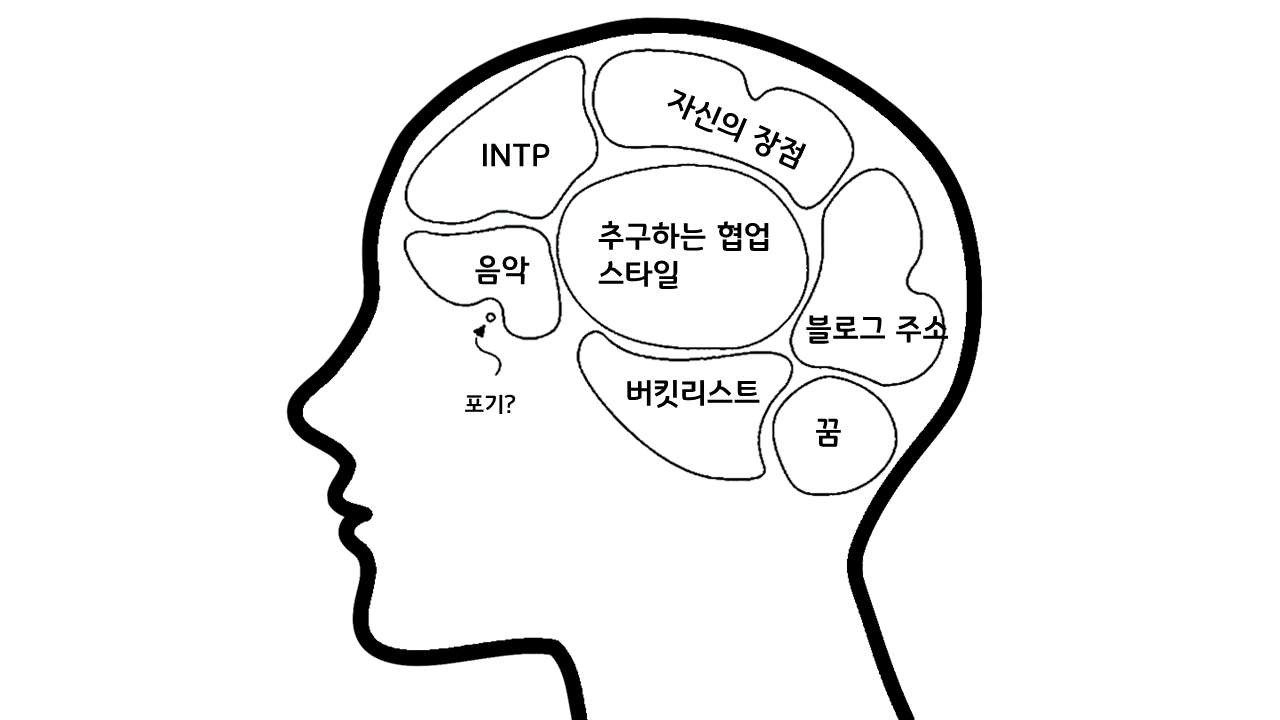 자신의 장점
INTP
추구하는 협업
스타일
음악
블로그 주소
버킷리스트
포기?
꿈